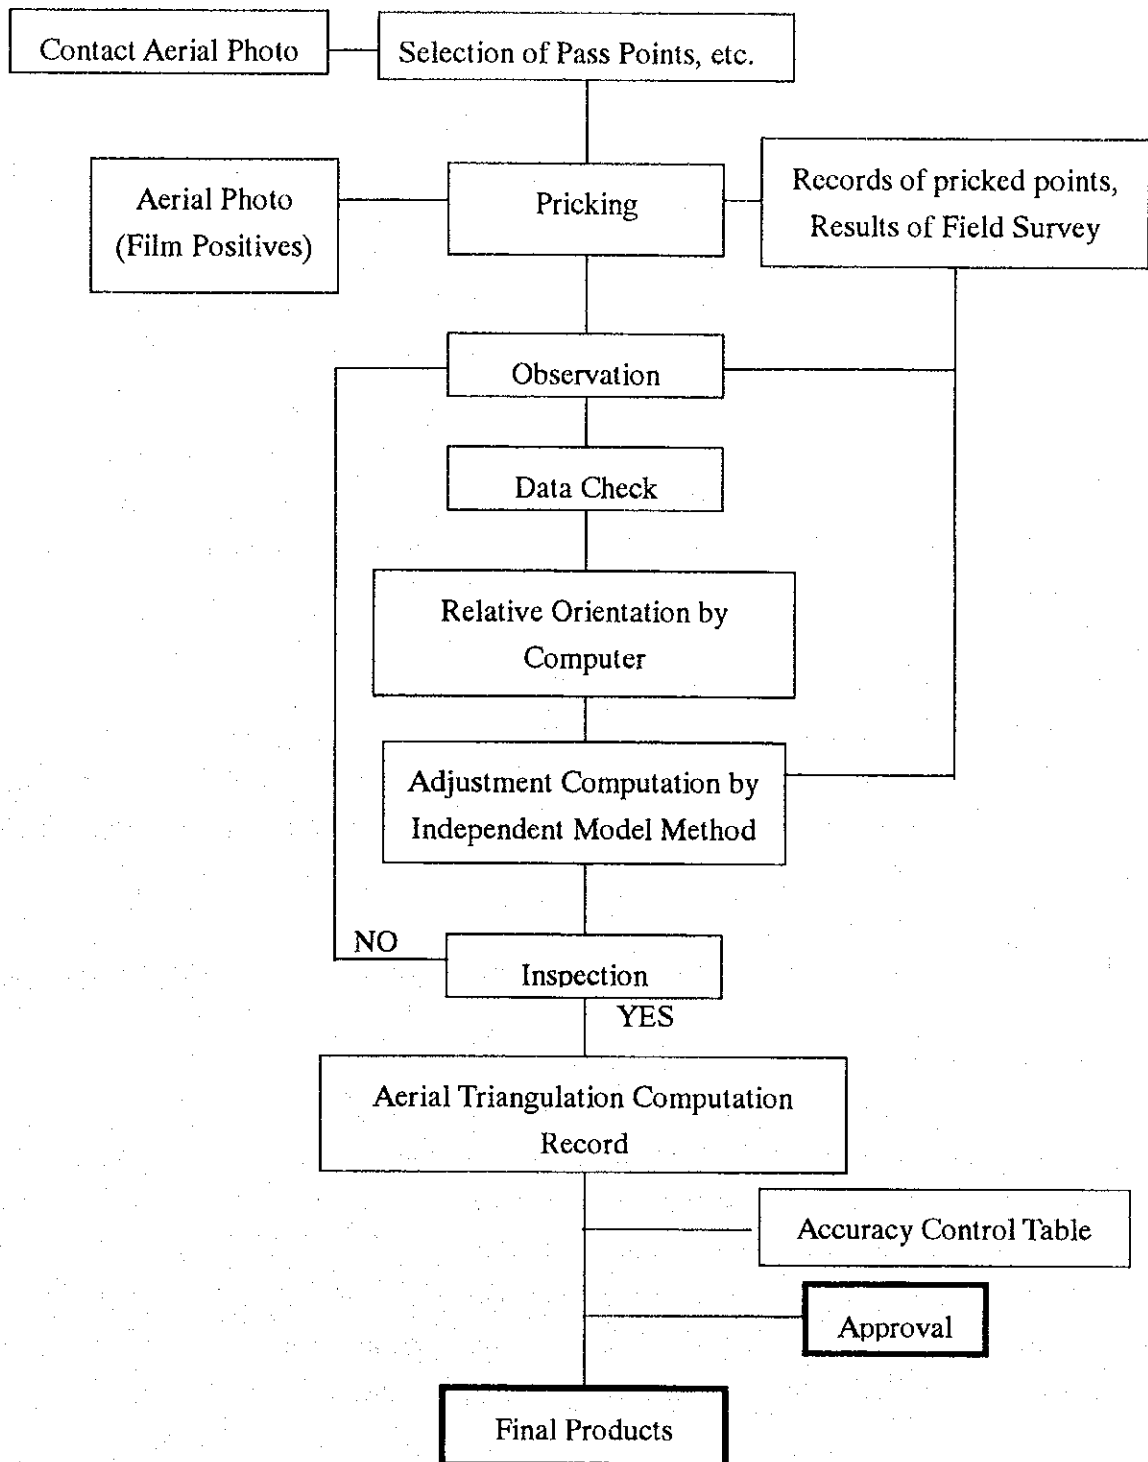 Contact Aerial Photo
Selection of Pass Points, etc.
Aerial Photo
(Film Positives)
Pricking
Records of pricked points,
Results of Field Survey
Observation
Data Check
Relative Orientation by
Computer
Adjustment Computation by
Independent Model Method
NO
Inspection
YES
Aerial Triangulation Computation
Record
Accuracy Control Table
Approval
Final Products